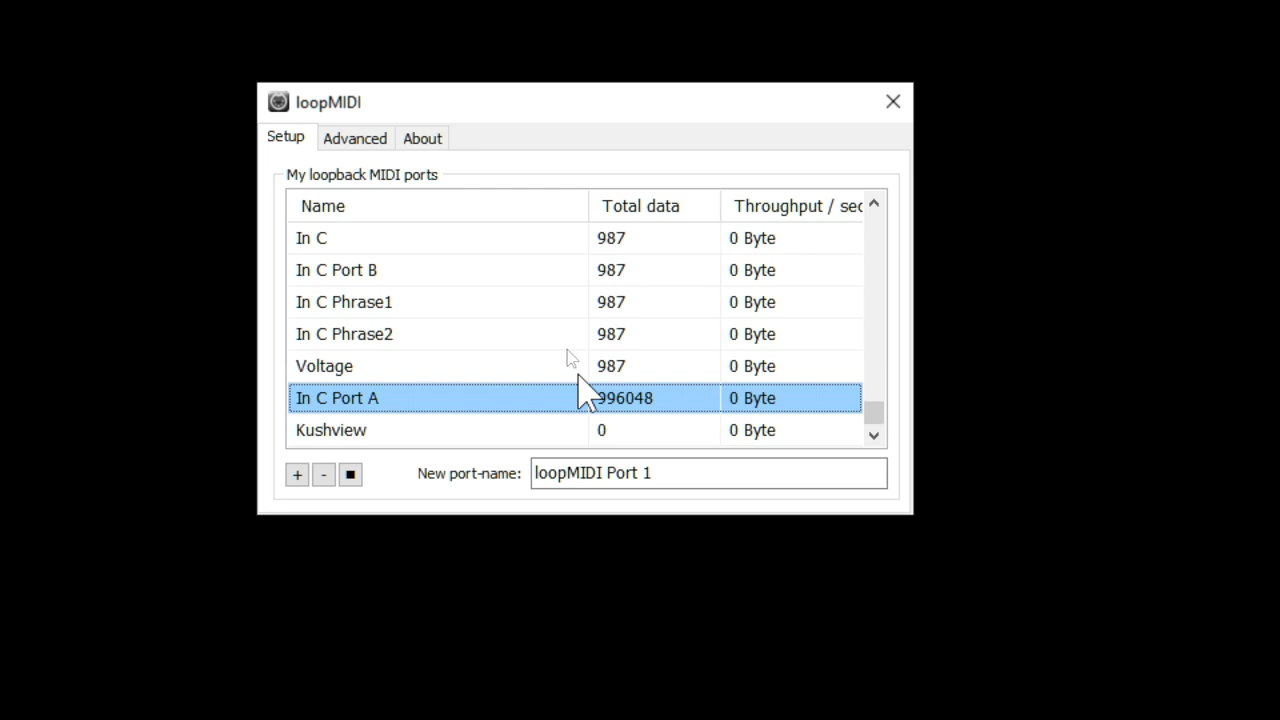 loopMIDI
Setup Advanced About
My loopback MIDI ports
Name Total data Throughput / sec
In C 987 0 Byte
In C Port B 987 0 Byte
In C Phrase1 987 0 Byte
In C Phrase2 987 0 Byte
Voltage 987 0 Byte
In C Port A 996048 0 Byte
Kushview 0 0 Byte
+ - ■ New port-name: loopMIDI Port 1